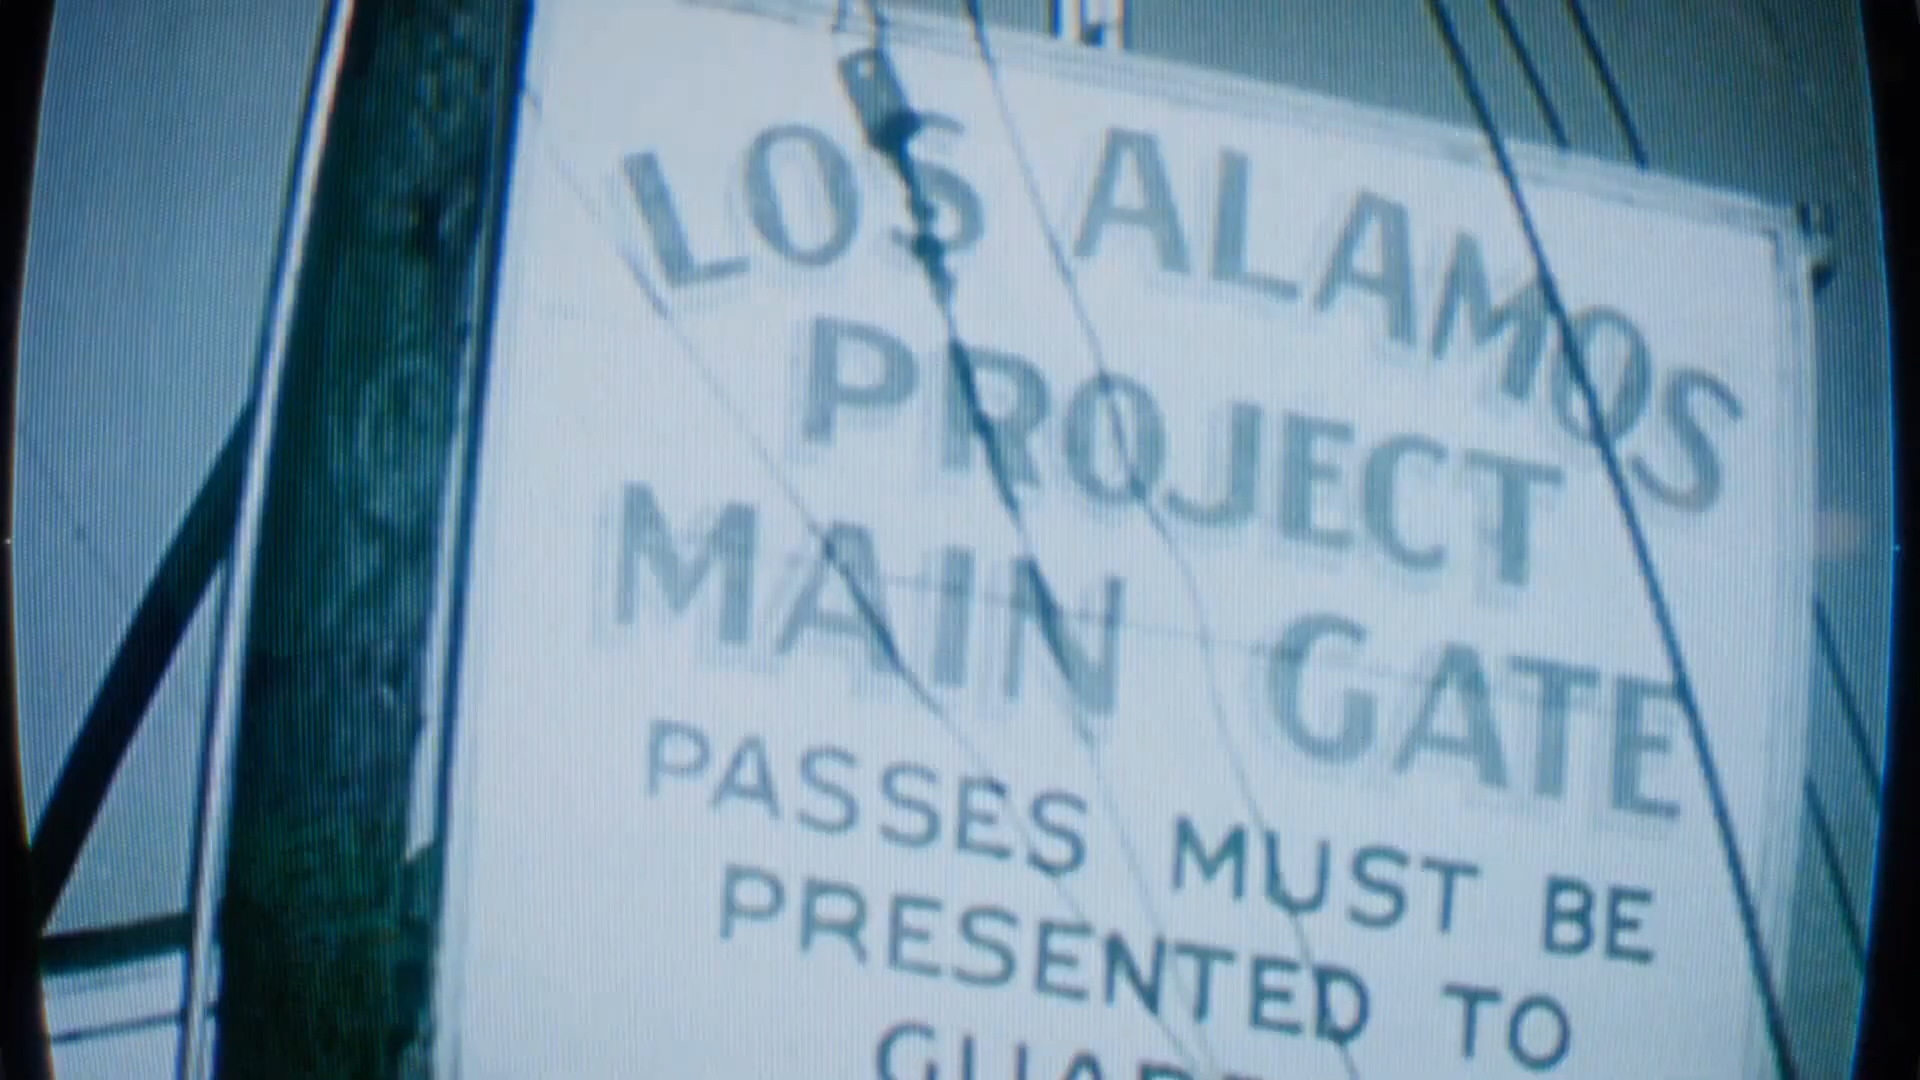 LOS ALAMOS
PROJECT
MAIN GATE
PASSES MUST BE
PRESENTED TO